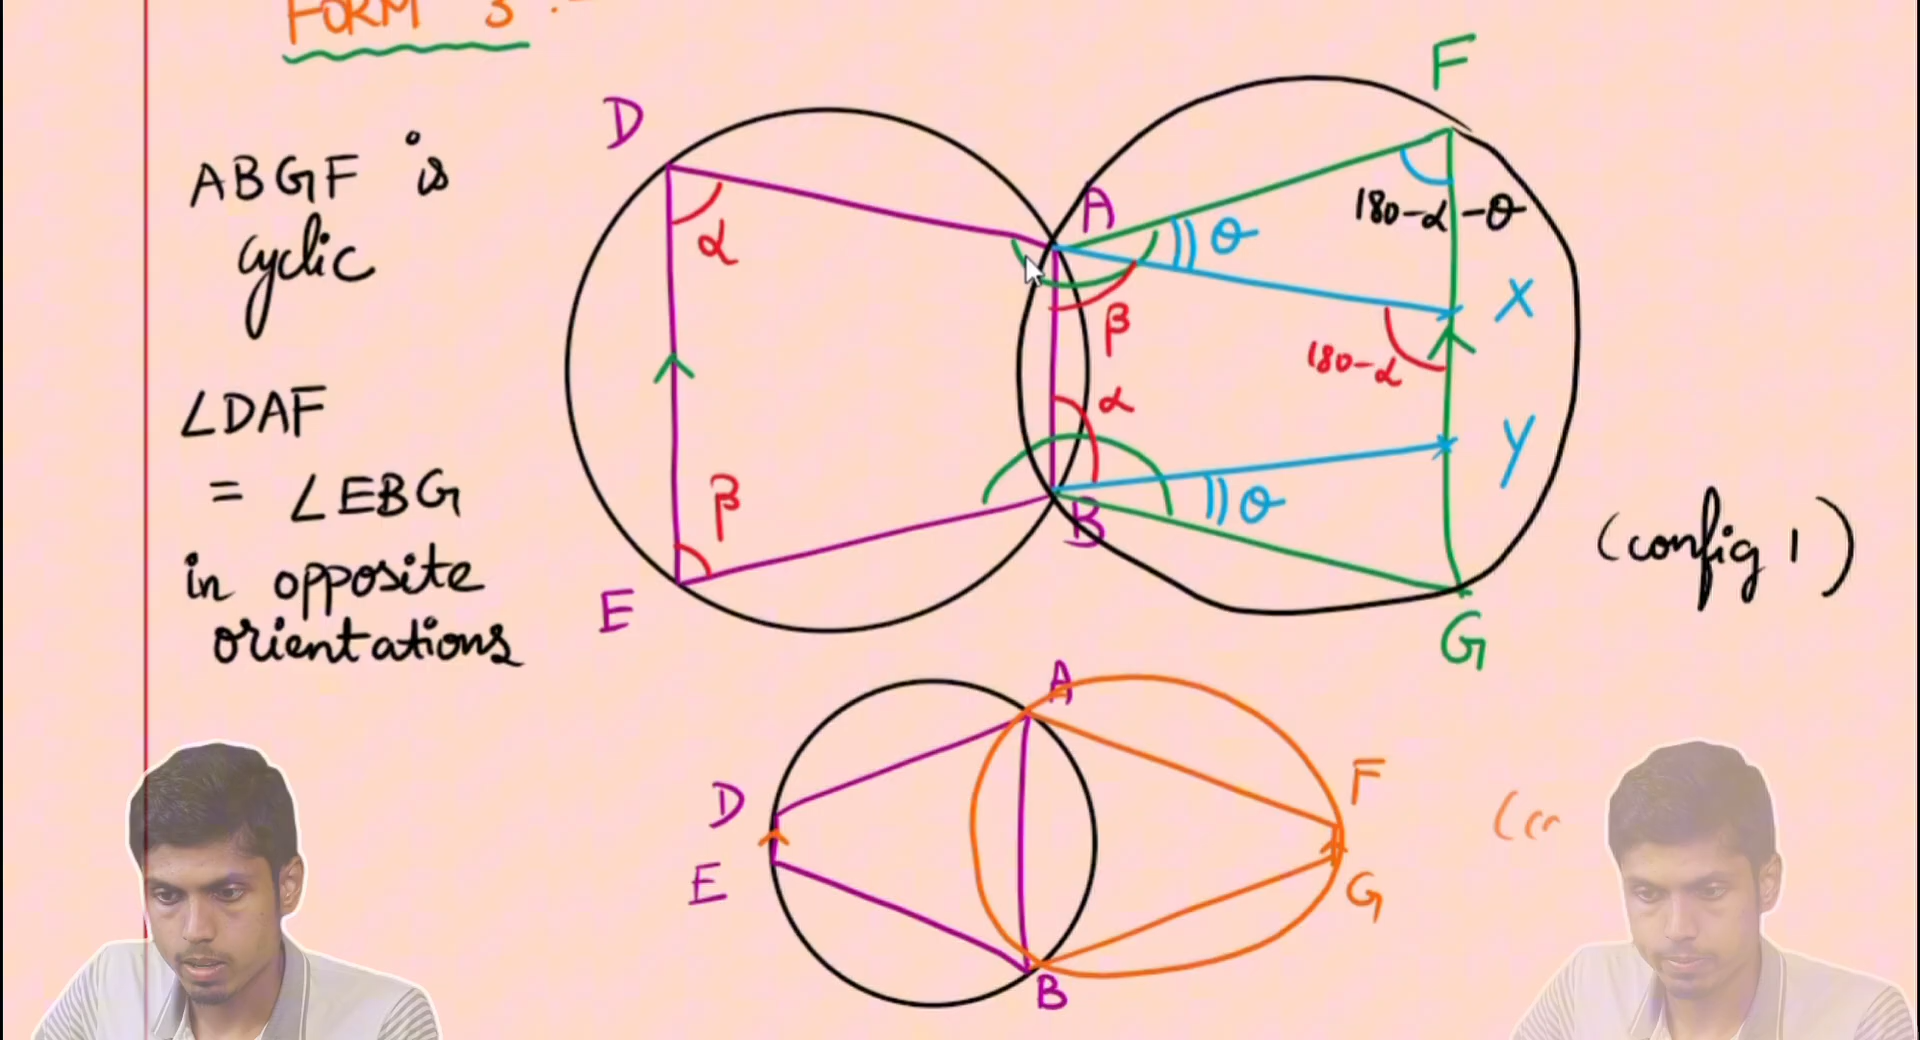 FORM 3 :-
ABGF is
cyclic
∠DAF
= ∠EBG
in opposite
orientations
D
α
β
E
A
θ
β
α
B
θ
F
180-α-θ
X
180-α
Y
G
(config 1)
A
D
E
B
F
G